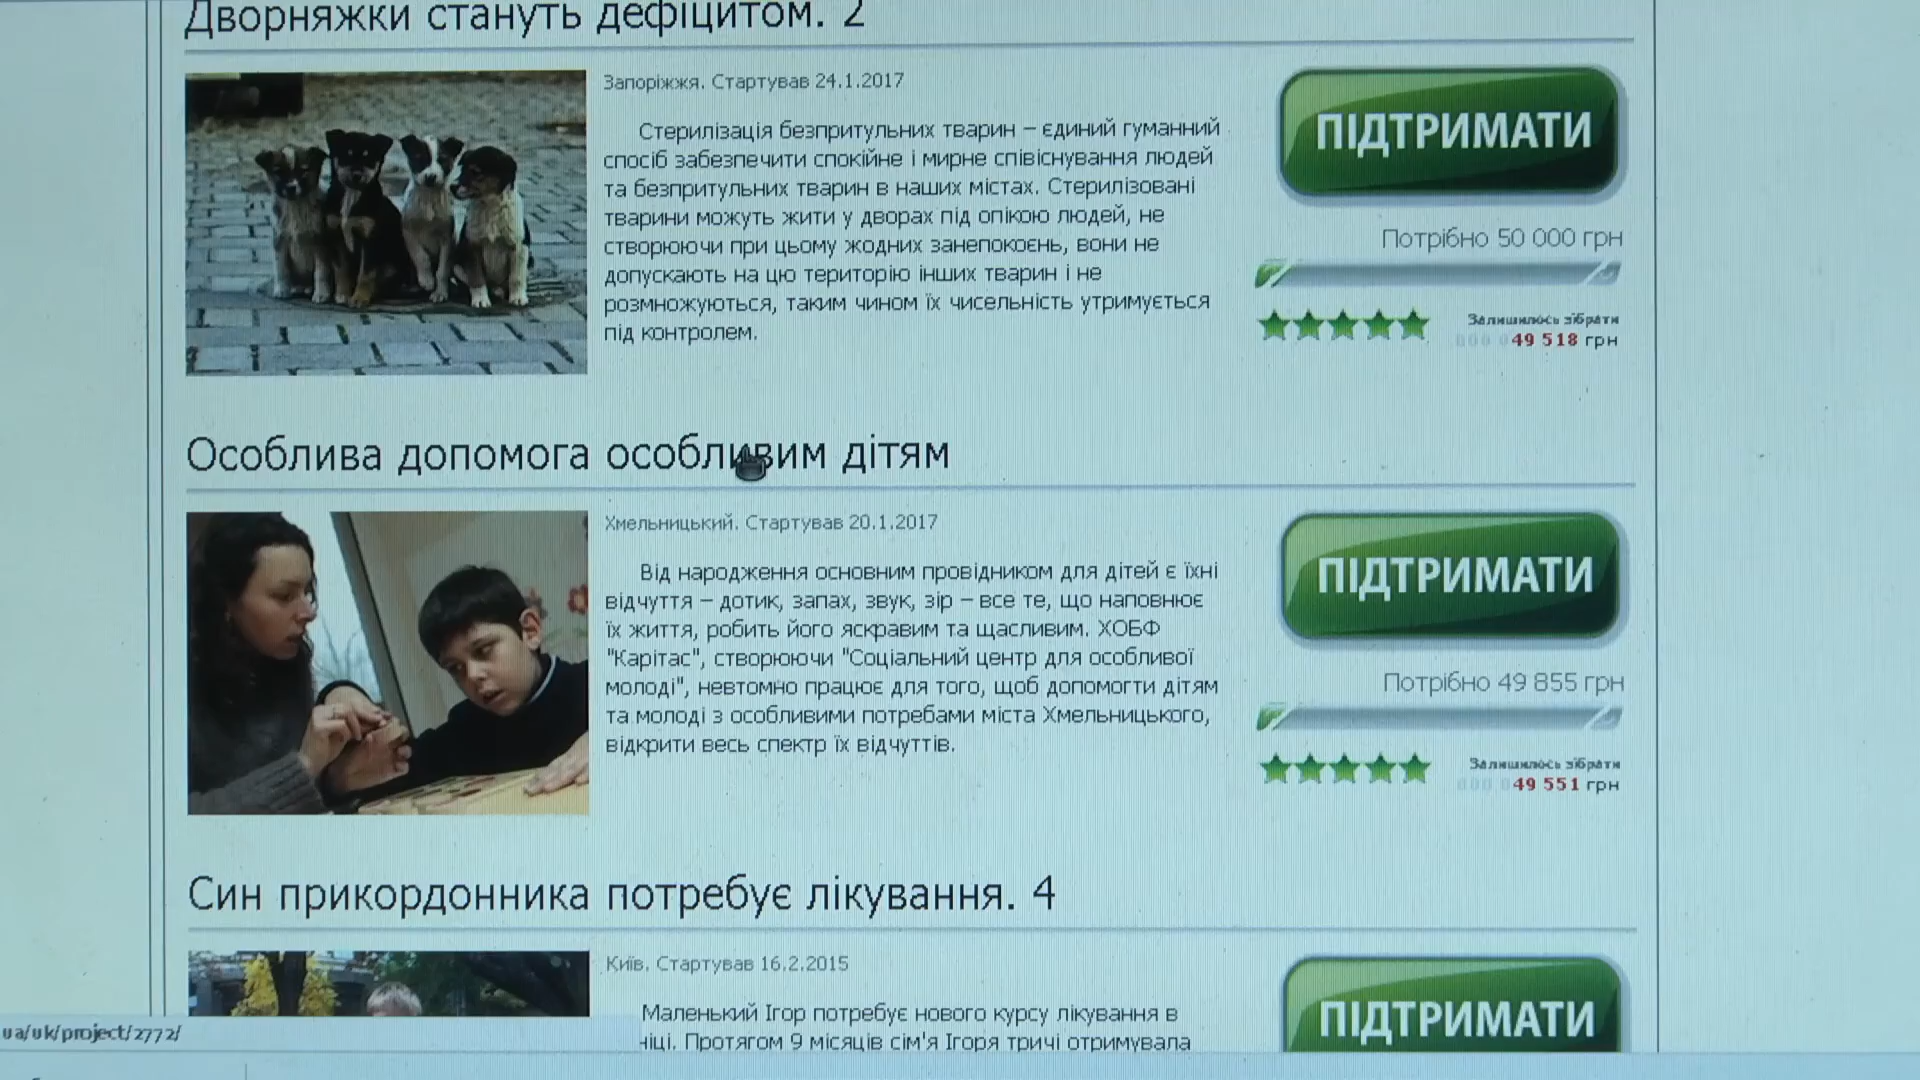 Дворняжки стануть дефіцитом. 2
Запоріжжя. Стартував 24.1.2017
Стерилізація безпритульних тварин – єдиний гуманний
спосіб забезпечити спокійне і мирне співіснування людей
та безпритульних тварин в наших містах. Стерилізовані
тварини можуть жити у дворах під опікою людей, не
створюючи при цьому жодних занепокоєнь, вони не
допускають на цю територію інших тварин і не
розмножуються, таким чином їх чисельність утримується
під контролем.
ПІДТРИМАТИ
Потрібно 50 000 грн
Залишилось зібрати
000 049 518 грн
Особлива допомога особливим дітям
Хмельницький. Стартував 20.1.2017
Від народження основним провідником для дітей є їхні
відчуття – дотик, запах, звук, зір – все те, що наповнює
їх життя, робить його яскравим та щасливим. ХОБФ
"Карітас", створюючи "Соціальний центр для особливої
молоді", невтомно працює для того, щоб допомогти дітям
та молоді з особливими потребами міста Хмельницького,
відкрити весь спектр їх відчуттів.
ПІДТРИМАТИ
Потрібно 49 855 грн
Залишилось зібрати
000 049 551 грн
Син прикордонника потребує лікування. 4
Київ. Стартував 16.2.2015
Маленький Ігор потребує нового курсу лікування в
ніці. Протягом 9 місяців сім'я Ігоря тричі отримувала
ПІДТРИМАТИ
ua/uk/project/2772/